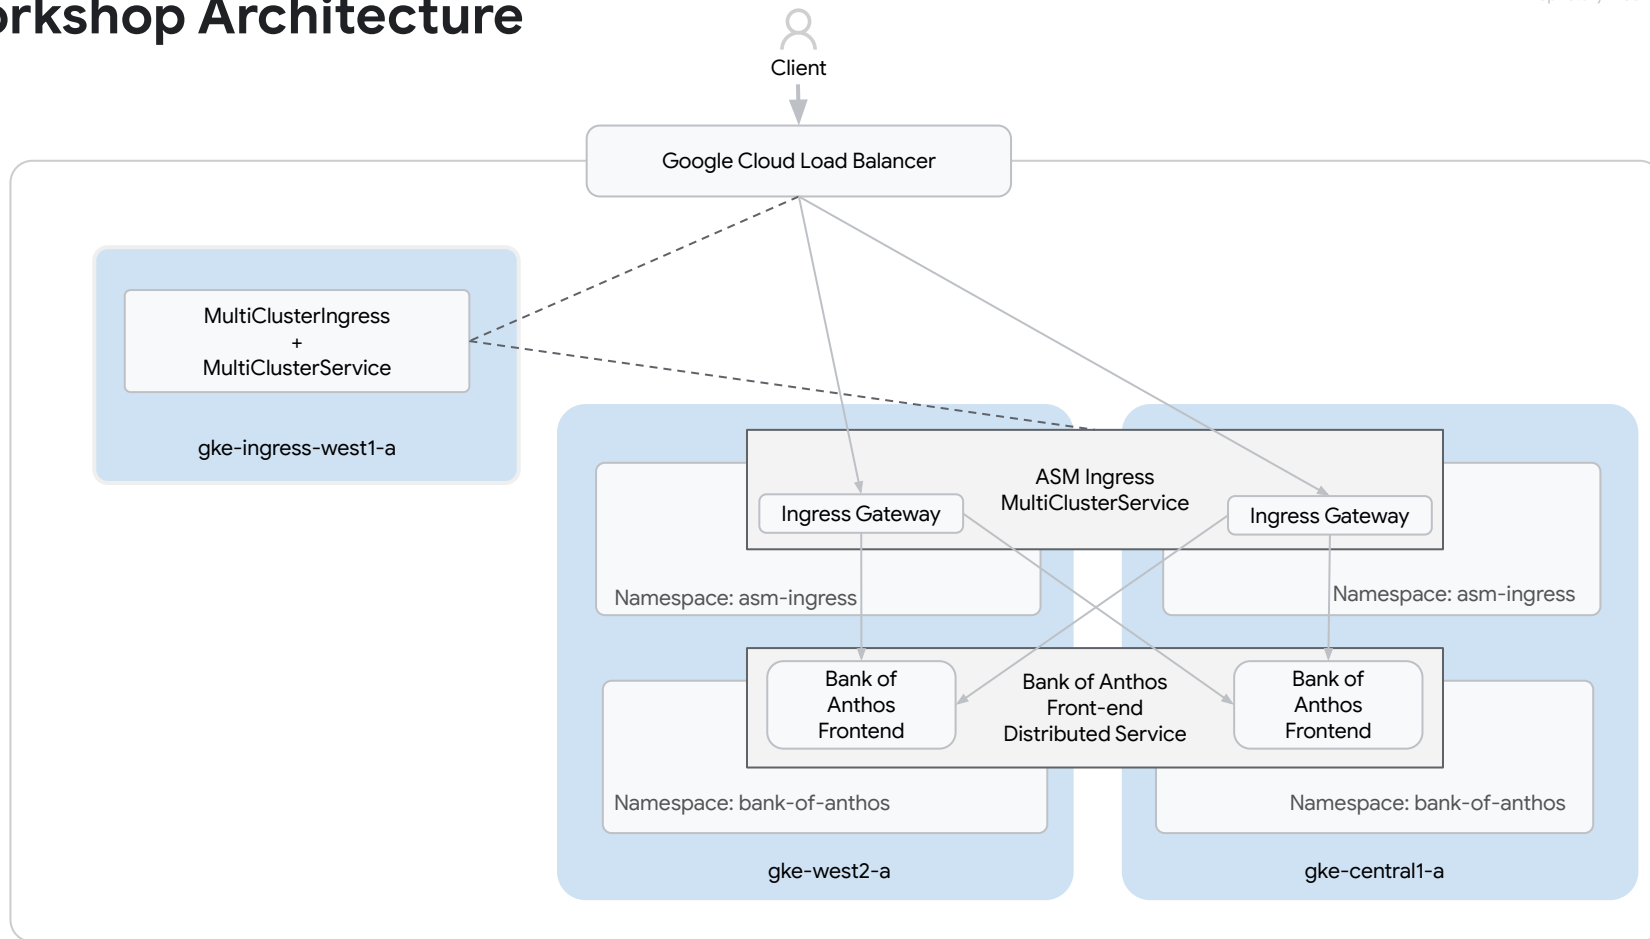 orkshop Architecture
Client
Google Cloud Load Balancer
MultiClusterIngress
+
MultiClusterService
gke-ingress-west1-a
ASM Ingress
MultiClusterService
Ingress Gateway
Ingress Gateway
Namespace: asm-ingress
Namespace: asm-ingress
Bank of
Anthos
Frontend
Bank of Anthos
Front-end
Distributed Service
Bank of
Anthos
Frontend
Namespace: bank-of-anthos
Namespace: bank-of-anthos
gke-west2-a
gke-central1-a